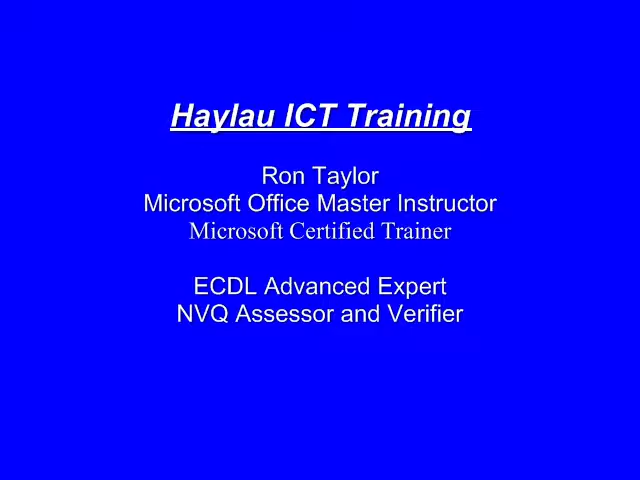 Haylau ICT Training
Ron Taylor
Microsoft Office Master Instructor
Microsoft Certified Trainer
ECDL Advanced Expert
NVQ Assessor and Verifier